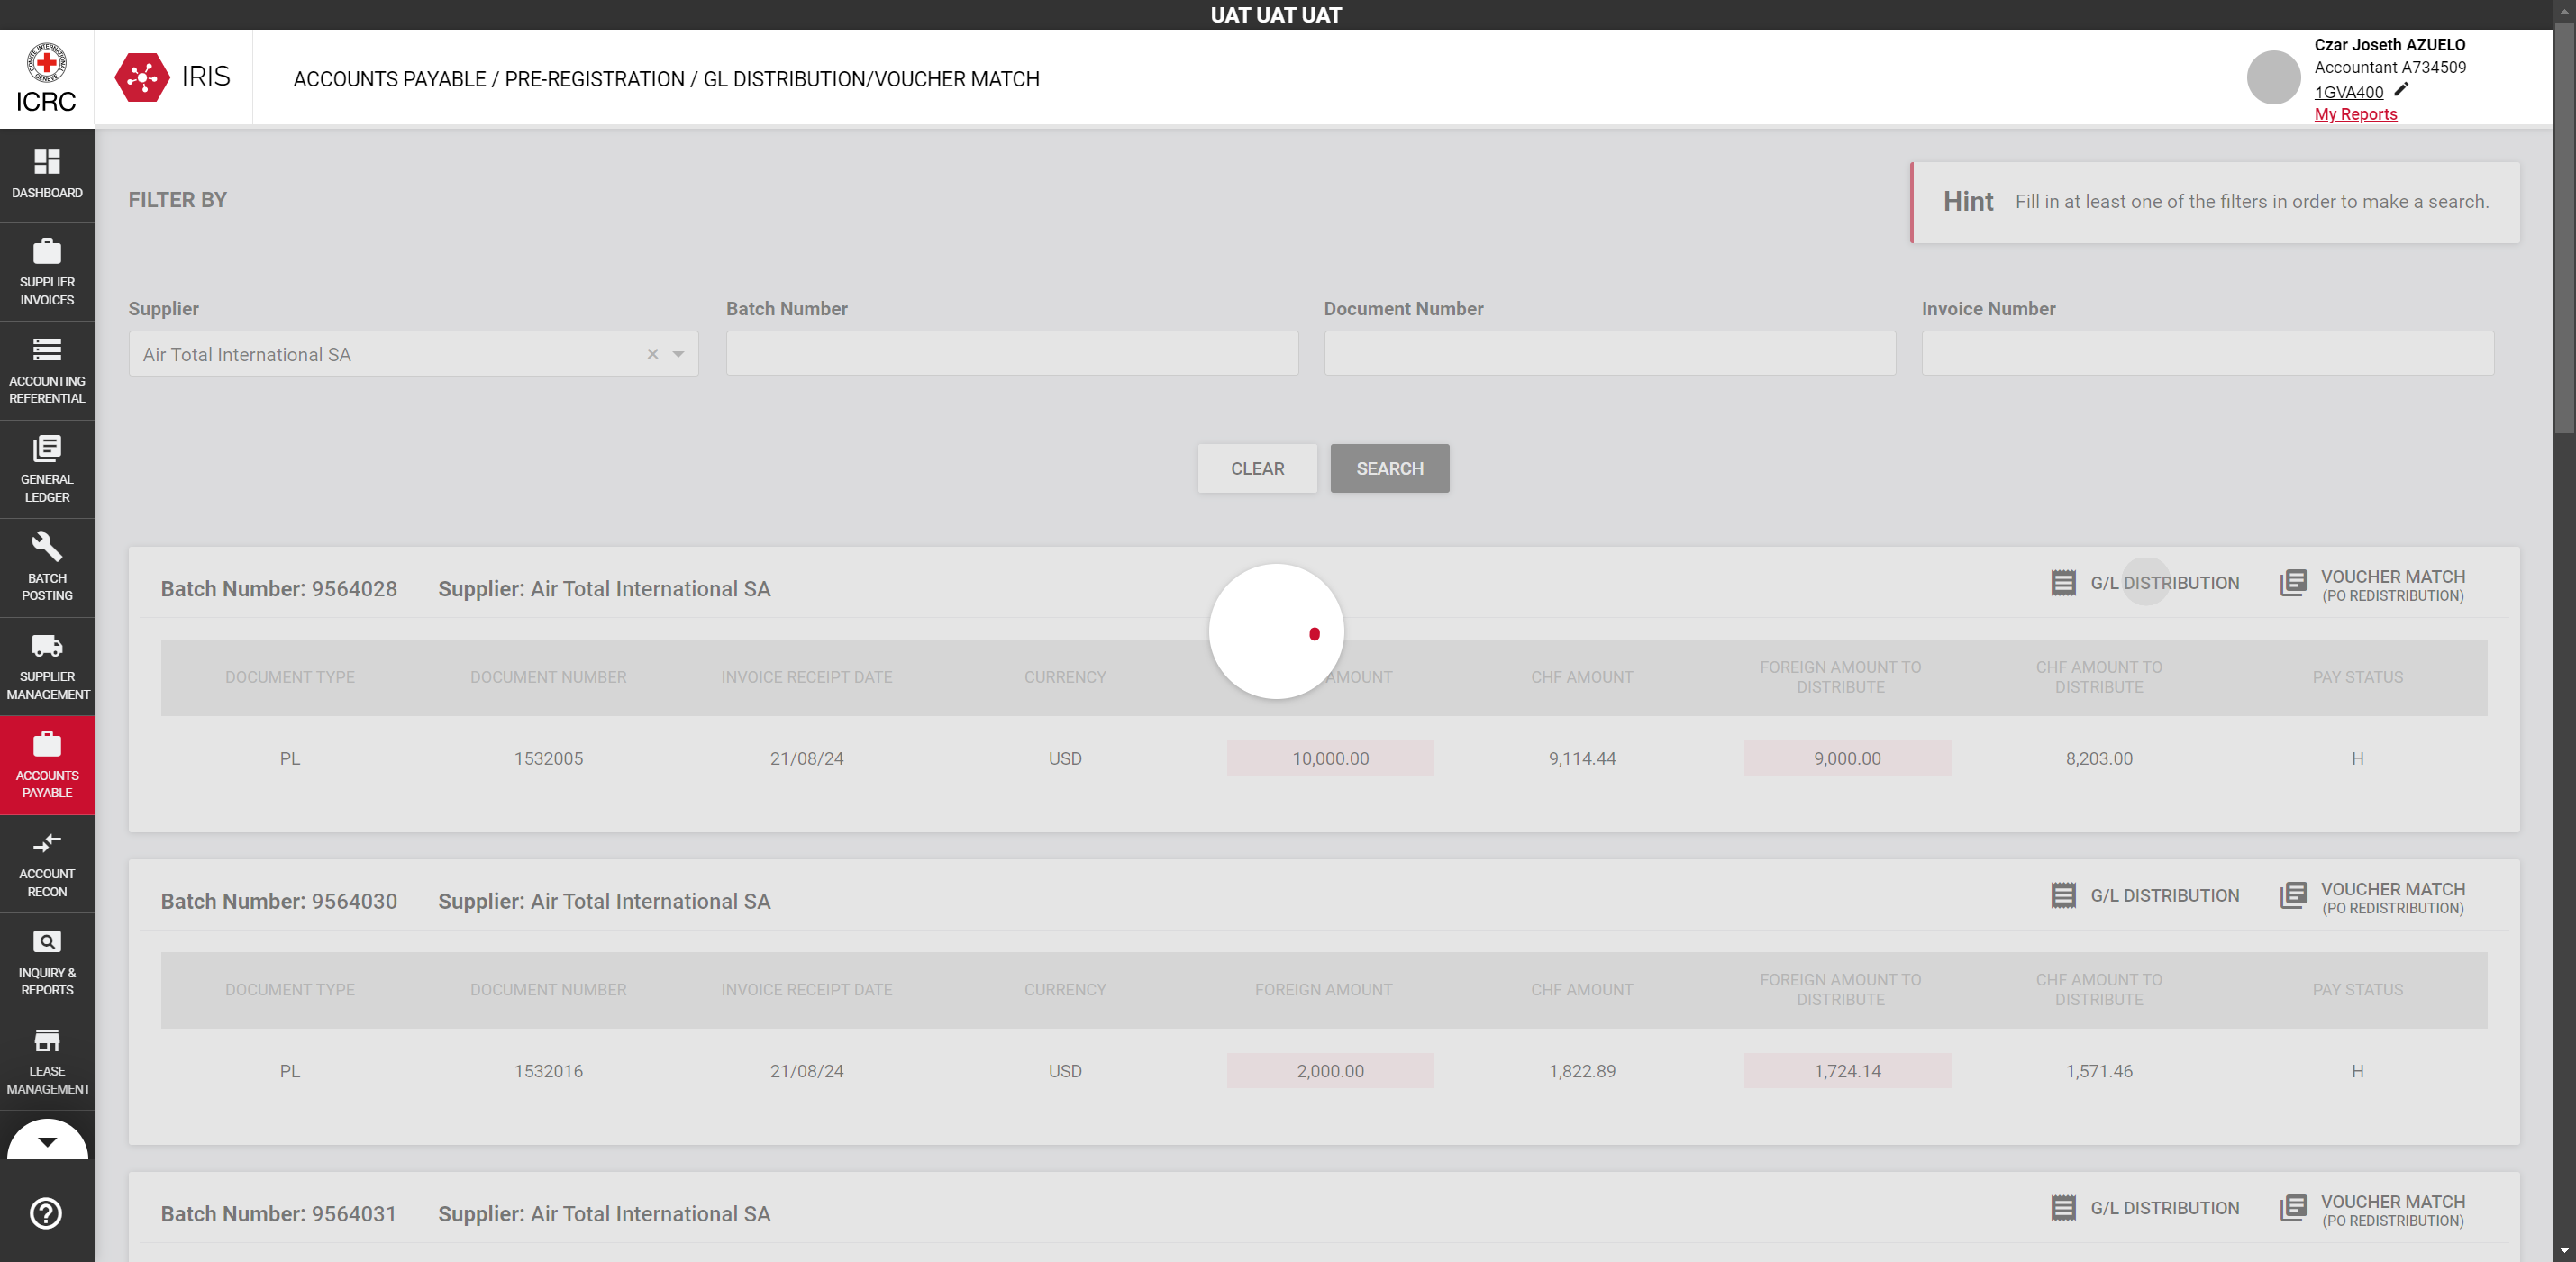 UAT UAT UAT
ICRC
IRIS
ACCOUNTS PAYABLE / PRE-REGISTRATION / GL DISTRIBUTION/VOUCHER MATCH
Czar Joseth AZUELO
Accountant A734509
1GVA400
My Reports
DASHBOARD
SUPPLIER
INVOICES
ACCOUNTING
REFERENTIAL
GENERAL
LEDGER
BATCH
POSTING
SUPPLIER
MANAGEMENT
ACCOUNTS
PAYABLE
ACCOUNT
RECON
INQUIRY &
REPORTS
LEASE
MANAGEMENT
FILTER BY
Hint Fill in at least one of the filters in order to make a search.
Supplier Batch Number Document Number Invoice Number
Air Total International SA
CLEAR SEARCH
Batch Number: 9564028 Supplier: Air Total International SA G/L DISTRIBUTION VOUCHER MATCH
(PO REDISTRIBUTION)
DOCUMENT TYPE DOCUMENT NUMBER INVOICE RECEIPT DATE CURRENCY AMOUNT CHF AMOUNT FOREIGN AMOUNT TO DISTRIBUTE CHF AMOUNT TO DISTRIBUTE PAY STATUS
PL 1532005 21/08/24 USD 10,000.00 9,114.44 9,000.00 8,203.00 H
Batch Number: 9564030 Supplier: Air Total International SA G/L DISTRIBUTION VOUCHER MATCH
(PO REDISTRIBUTION)
DOCUMENT TYPE DOCUMENT NUMBER INVOICE RECEIPT DATE CURRENCY FOREIGN AMOUNT CHF AMOUNT FOREIGN AMOUNT TO DISTRIBUTE CHF AMOUNT TO DISTRIBUTE PAY STATUS
PL 1532016 21/08/24 USD 2,000.00 1,822.89 1,724.14 1,571.46 H
Batch Number: 9564031 Supplier: Air Total International SA G/L DISTRIBUTION VOUCHER MATCH
(PO REDISTRIBUTION)